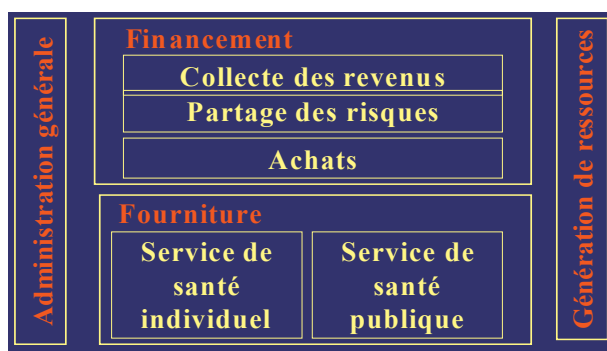 Administration générale
Financement
Collecte des revenus
Partage des risques
Achats
Fourniture
Service de
santé
individuel
Service de
santé
publique
Génération de ressources